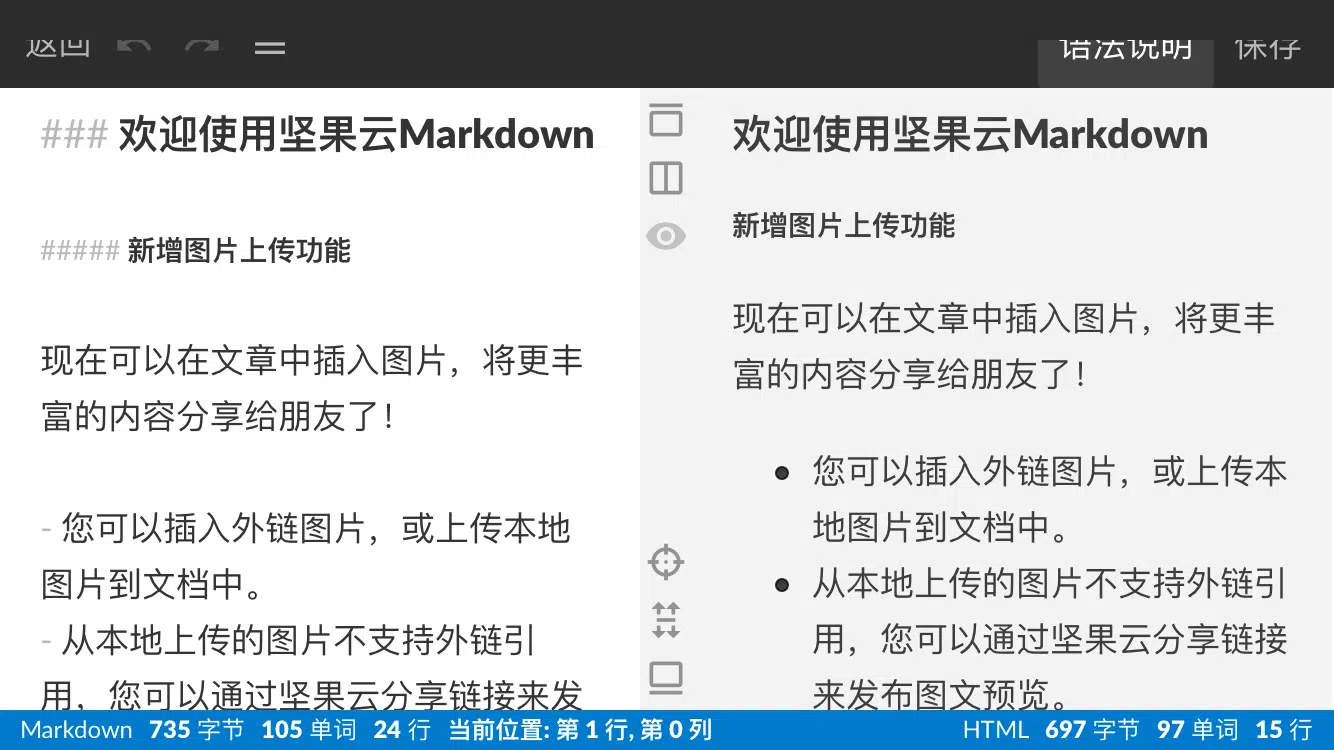 返回 语法说明 保存
### 欢迎使用坚果云Markdown
##### 新增图片上传功能
现在可以在文章中插入图片，将更丰
富的内容分享给朋友了！
- 您可以插入外链图片，或上传本地
图片到文档中。
- 从本地上传的图片不支持外链引
用，您可以通过坚果云分享链接来发
欢迎使用坚果云Markdown
新增图片上传功能
现在可以在文章中插入图片，将更丰
富的内容分享给朋友了！
• 您可以插入外链图片，或上传本
地图片到文档中。
• 从本地上传的图片不支持外链引
用，您可以通过坚果云分享链接
来发布图文预览。
Markdown 735 字节 105 单词 24 行 当前位置: 第 1 行, 第 0 列 HTML 697 字节 97 单词 15 行